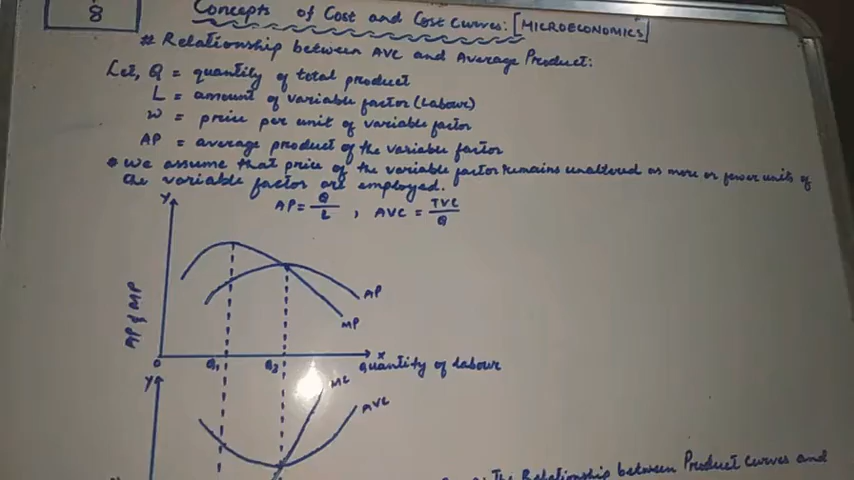 8
Concepts of Cost and Cost Curves: [MICROECONOMICS]
# Relationship between AVC and Average Product:
Let, Q = quantity of total product
L = amount of variable factor (Labour)
w = price per unit of variable factor
AP = average product of the variable factor
* We assume that price of the variable factor remains unaltered as more or fewer units of
the variable factor are employed.
AP = Q/L , AVC = TVC/Q
Y
AP & MP
AP
MP
O
Q1
Q2
X
Quantity of Labour
Y
MC
AVC
The Relationship between Product curves and